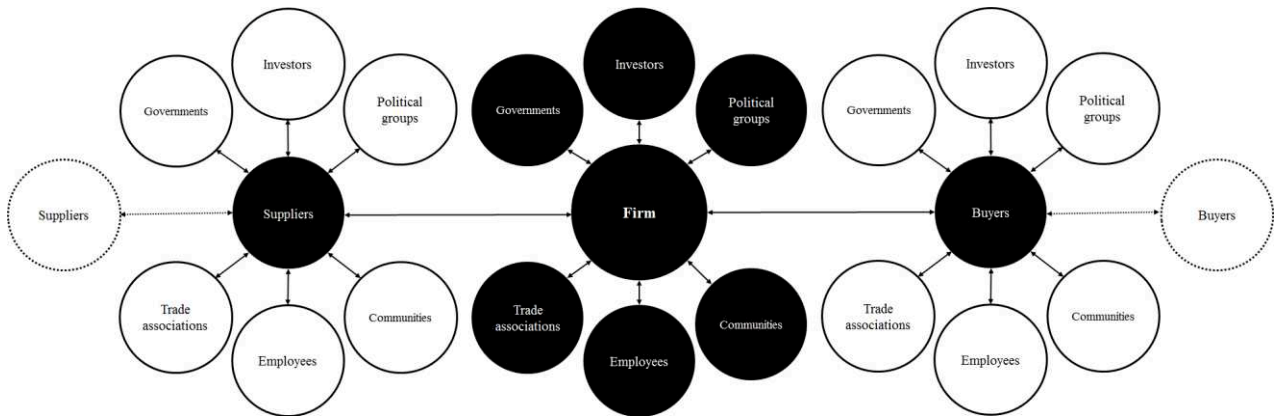 Investors
Governments
Political
groups
Suppliers
Suppliers
Trade
associations
Communities
Employees
Investors
Governments
Political
groups
Firm
Trade
associations
Communities
Employees
Investors
Governments
Political
groups
Buyers
Buyers
Trade
associations
Communities
Employees